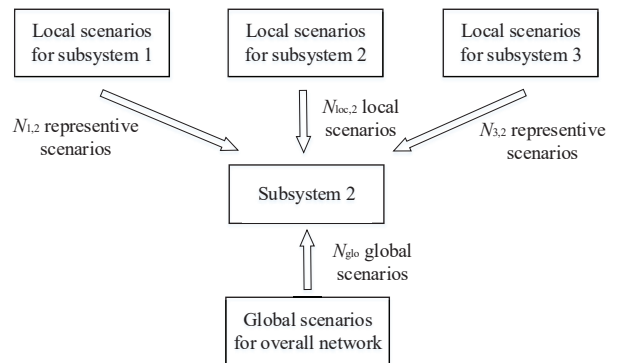 Local scenarios
for subsystem 1
Local scenarios
for subsystem 2
Local scenarios
for subsystem 3
N1,2 representive
scenarios
Nloc,2 local
scenarios
N3,2 representive
scenarios
Subsystem 2
Nglo global
scenarios
Global scenarios
for overall network